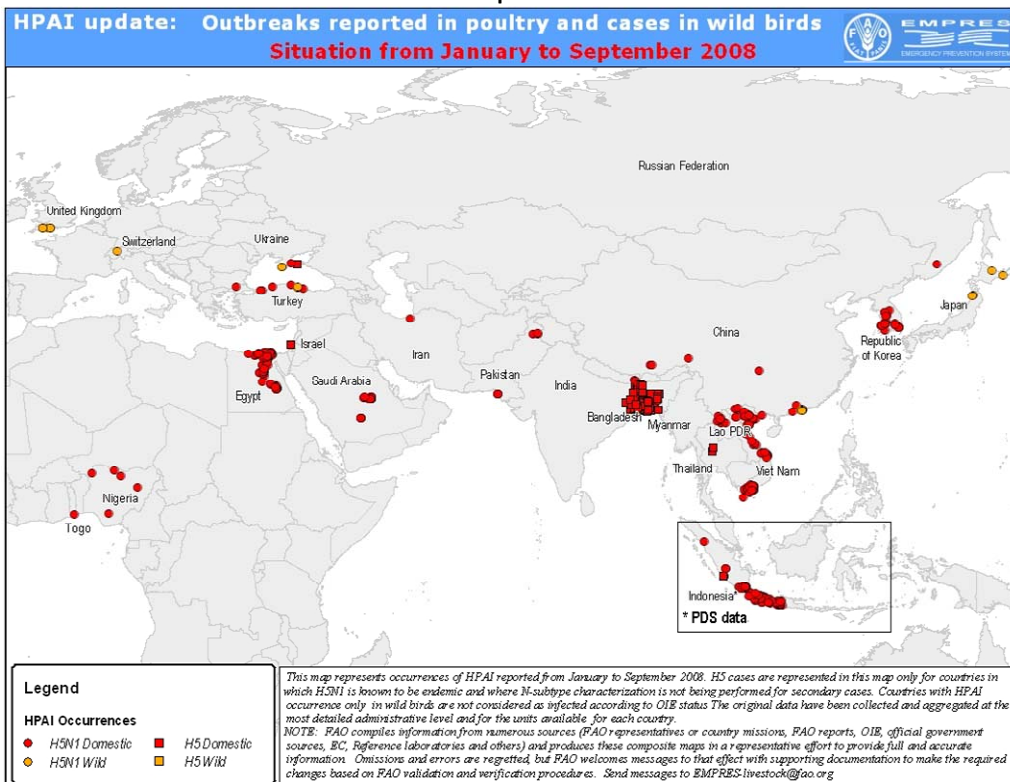 HPAI update: Outbreaks reported in poultry and cases in wild birds
Situation from January to September 2008
FIAT PANIS
EMPRES
EMERGENCY PREVENTION SYSTEM
Russian Federation
United Kingdom
Switzerland
Ukraine
Turkey
Japan
China
Republic
of Korea
Israel
Iran
Egypt
Saudi Arabia
Pakistan
India
Bangladesh
Myanmar
Lao PDR
Thailand
Viet Nam
Nigeria
Togo
Indonesia*
* PDS data
Legend
HPAI Occurrences
H5N1 Domestic
H5 Domestic
H5N1 Wild
H5 Wild
This map represents occurrences of HPAI reported from January to September 2008. H5 cases are represented in this map only for countries in
which H5N1 is known to be endemic and where N-subtype characterization is not being performed for secondary cases. Countries with HPAI
occurrence only in wild birds are not considered as infected according to OIE status The original data have been collected and aggregated at the
most detailed administrative level and for the units available for each country.
NOTE: FAO compiles information from numerous sources (FAO representatives or country missions, FAO reports, OIE, official government
sources, EC, Reference laboratories and others) and produces these composite maps in a representative effort to provide full and accurate
information. Omissions and errors are regretted, but FAO welcomes messages to that effect with supporting documentation to make the required
changes based on FAO validation and verification procedures. Send messages to EMPRES-livestock@fao.org